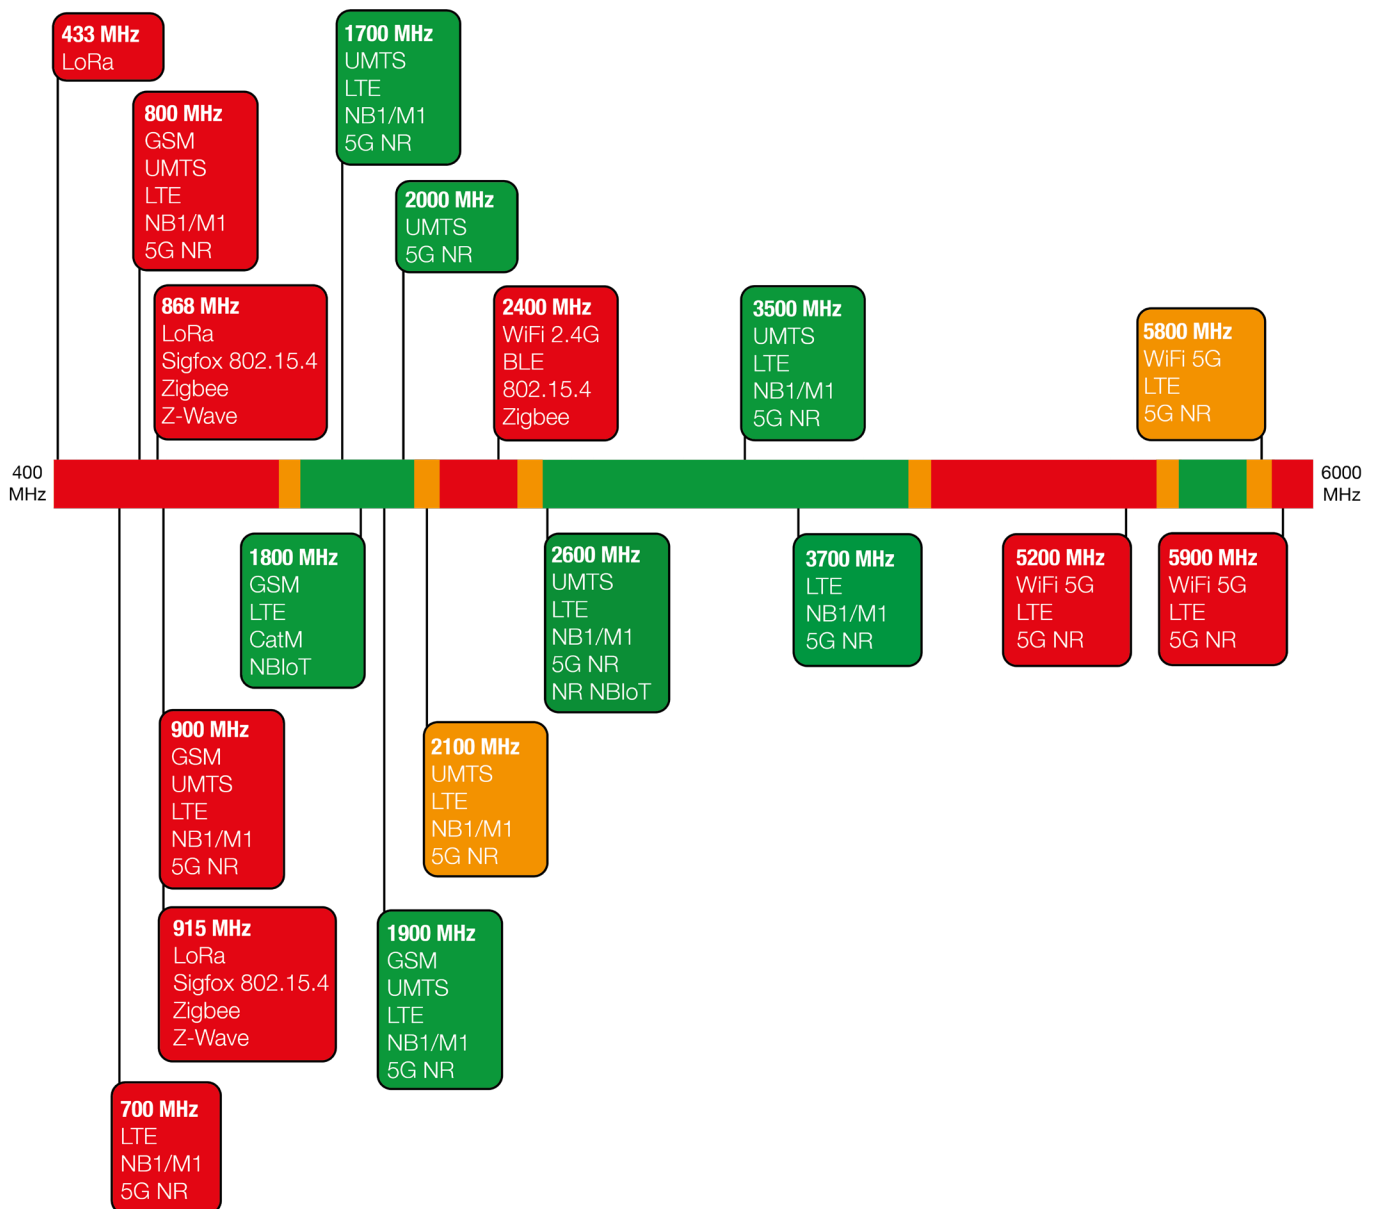 433 MHz
LoRa
800 MHz
GSM
UMTS
LTE
NB1/M1
5G NR
868 MHz
LoRa
Sigfox 802.15.4
Zigbee
Z-Wave
1700 MHz
UMTS
LTE
NB1/M1
5G NR
2000 MHz
UMTS
5G NR
2400 MHz
WiFi 2.4G
BLE
802.15.4
Zigbee
3500 MHz
UMTS
LTE
NB1/M1
5G NR
5800 MHz
WiFi 5G
LTE
5G NR
400
MHz
6000
MHz
1800 MHz
GSM
LTE
CatM
NBIoT
2600 MHz
UMTS
LTE
NB1/M1
5G NR
NR NBIoT
3700 MHz
LTE
NB1/M1
5G NR
5200 MHz
WiFi 5G
LTE
5G NR
5900 MHz
WiFi 5G
LTE
5G NR
900 MHz
GSM
UMTS
LTE
NB1/M1
5G NR
2100 MHz
UMTS
LTE
NB1/M1
5G NR
915 MHz
LoRa
Sigfox 802.15.4
Zigbee
Z-Wave
1900 MHz
GSM
UMTS
LTE
NB1/M1
5G NR
700 MHz
LTE
NB1/M1
5G NR